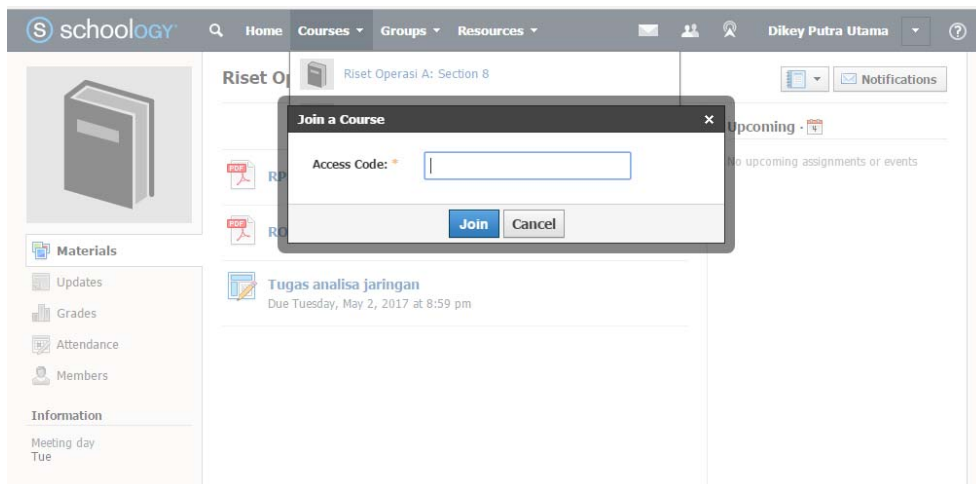 S schoology
Home Courses Groups Resources Dikey Putra Utama ?
Riset Operasi A: Section 8
Riset
Notifications
Join a Course ×
Upcoming ·
No upcoming assignments or events
Access Code: *
PDF RP
Join Cancel
PDF RO
Materials
Updates
Tugas analisa jaringan
Due Tuesday, May 2, 2017 at 8:59 pm
Grades
Attendance
Members
Information
Meeting day
Tue